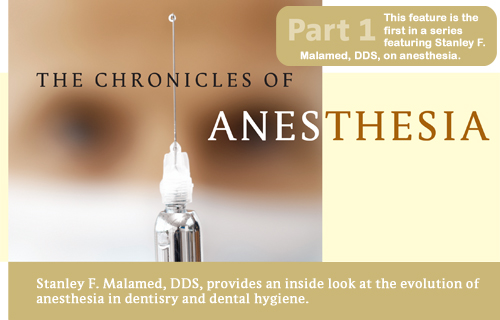 Part 1
This feature is the
first in a series
featuring Stanley F.
Malamed, DDS, on anesthesia.
THE CHRONICLES OF
ANESTHESIA
Stanley F. Malamed, DDS, provides an inside look at the evolution of
anesthesia in dentisry and dental hygiene.